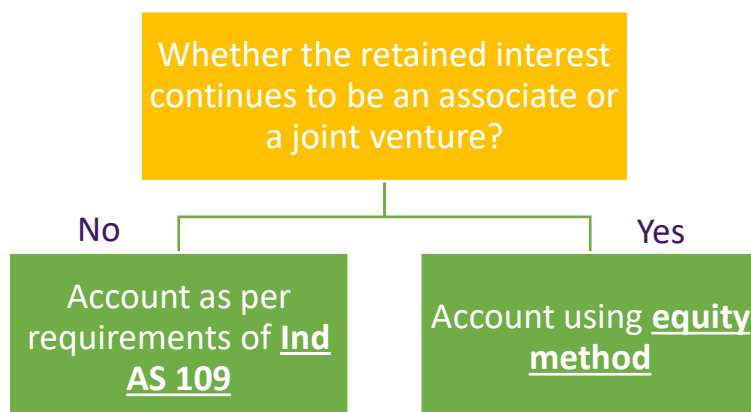 Whether the retained interest
continues to be an associate or
a joint venture?
No
Yes
Account as per
requirements of Ind
AS 109
Account using equity
method